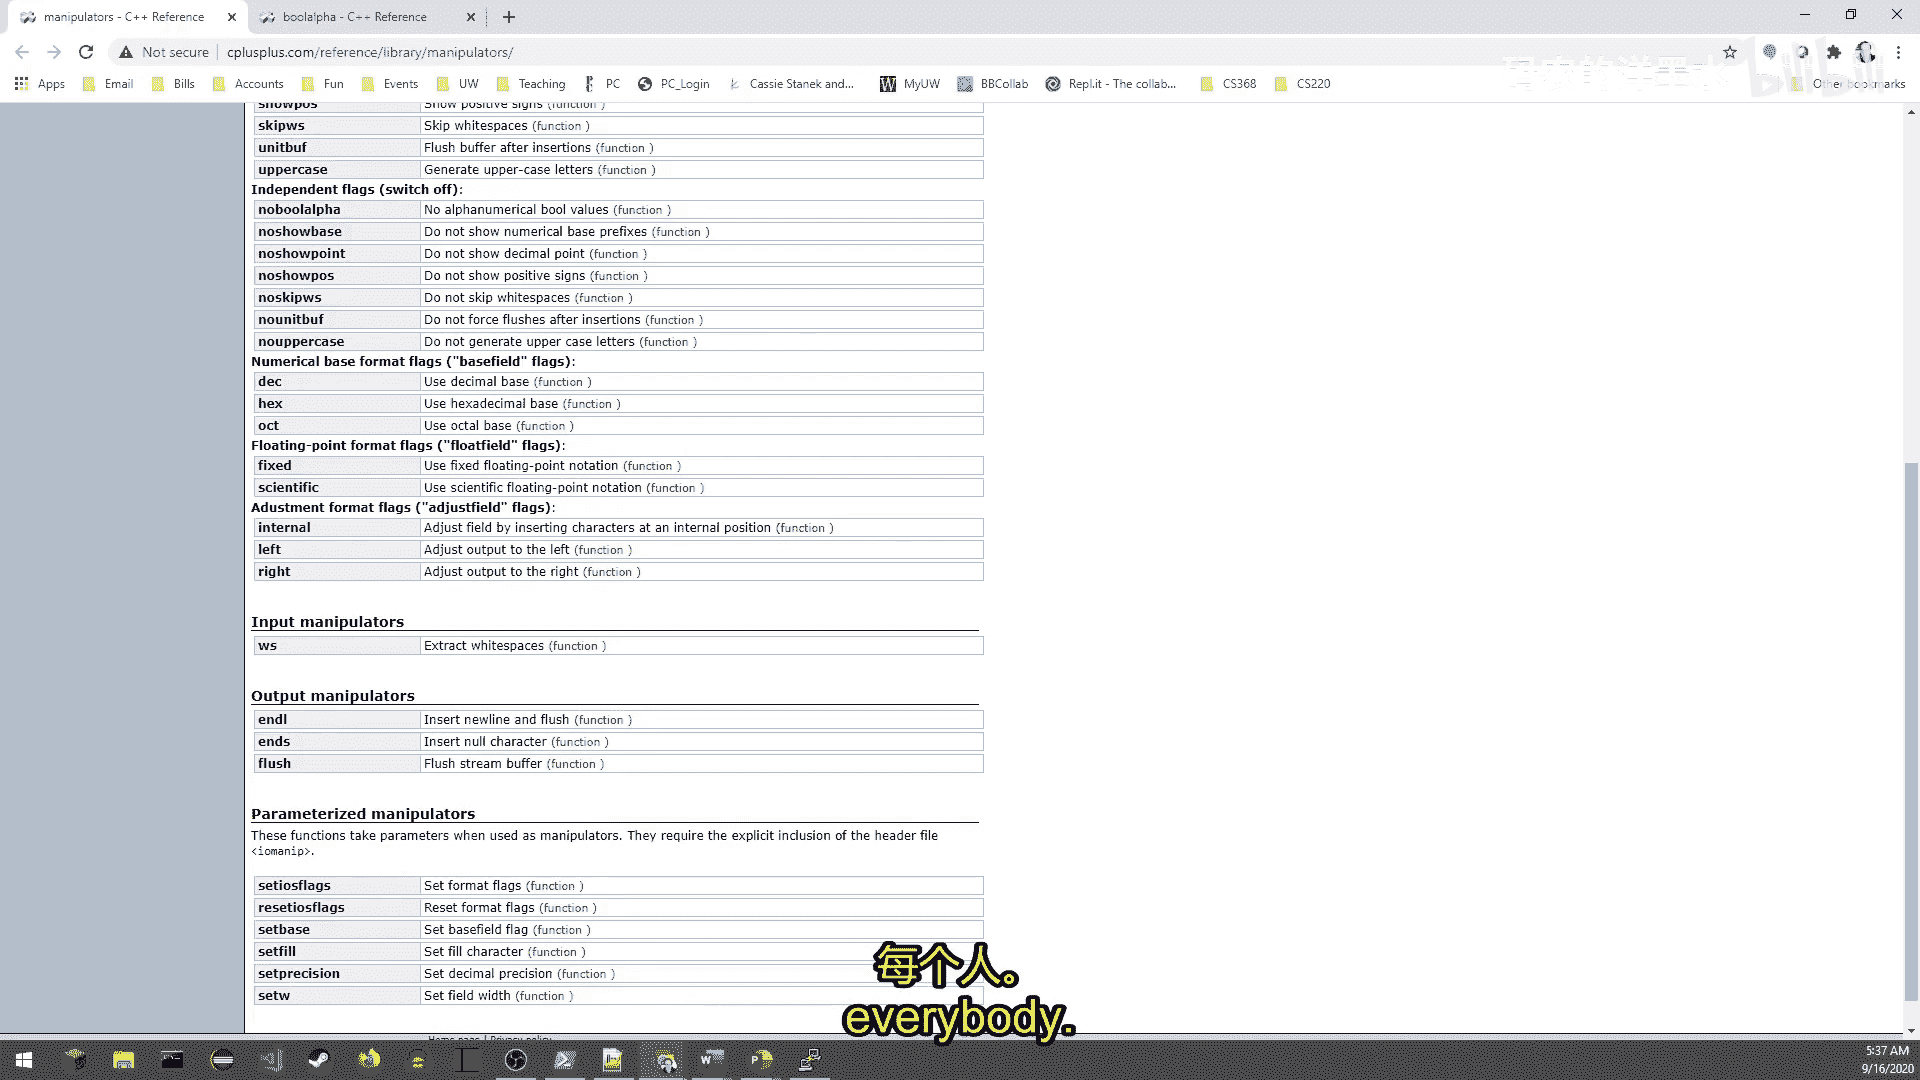 manipulators - C++ Reference
boolalpha - C++ Reference
Not secure
cplusplus.com/reference/library/manipulators/
Apps Email Bills Accounts Fun Events UW Teaching PC PC_Login Cassie Stanek and... MyUW BBCollab Repl.it - The collab... CS368 CS220 Other bookmarks
showpos Show positive signs (function )
skipws Skip whitespaces (function )
unitbuf Flush buffer after insertions (function )
uppercase Generate upper-case letters (function )
Independent flags (switch off):
noboolalpha No alphanumerical bool values (function )
noshowbase Do not show numerical base prefixes (function )
noshowpoint Do not show decimal point (function )
noshowpos Do not show positive signs (function )
noskipws Do not skip whitespaces (function )
nounitbuf Do not force flushes after insertions (function )
nouppercase Do not generate upper case letters (function )
Numerical base format flags ("basefield" flags):
dec Use decimal base (function )
hex Use hexadecimal base (function )
oct Use octal base (function )
Floating-point format flags ("floatfield" flags):
fixed Use fixed floating-point notation (function )
scientific Use scientific floating-point notation (function )
Adustment format flags ("adjustfield" flags):
internal Adjust field by inserting characters at an internal position (function )
left Adjust output to the left (function )
right Adjust output to the right (function )
Input manipulators
ws Extract whitespaces (function )
Output manipulators
endl Insert newline and flush (function )
ends Insert null character (function )
flush Flush stream buffer (function )
Parameterized manipulators
These functions take parameters when used as manipulators. They require the explicit inclusion of the header file
<iomanip>.
setiosflags Set format flags (function )
resetiosflags Reset format flags (function )
setbase Set basefield flag (function )
setfill Set fill character (function )
setprecision Set decimal precision (function )
setw Set field width (function )
每个人。
everybody.
Home page | Privacy policy
5:37 AM
9/16/2020